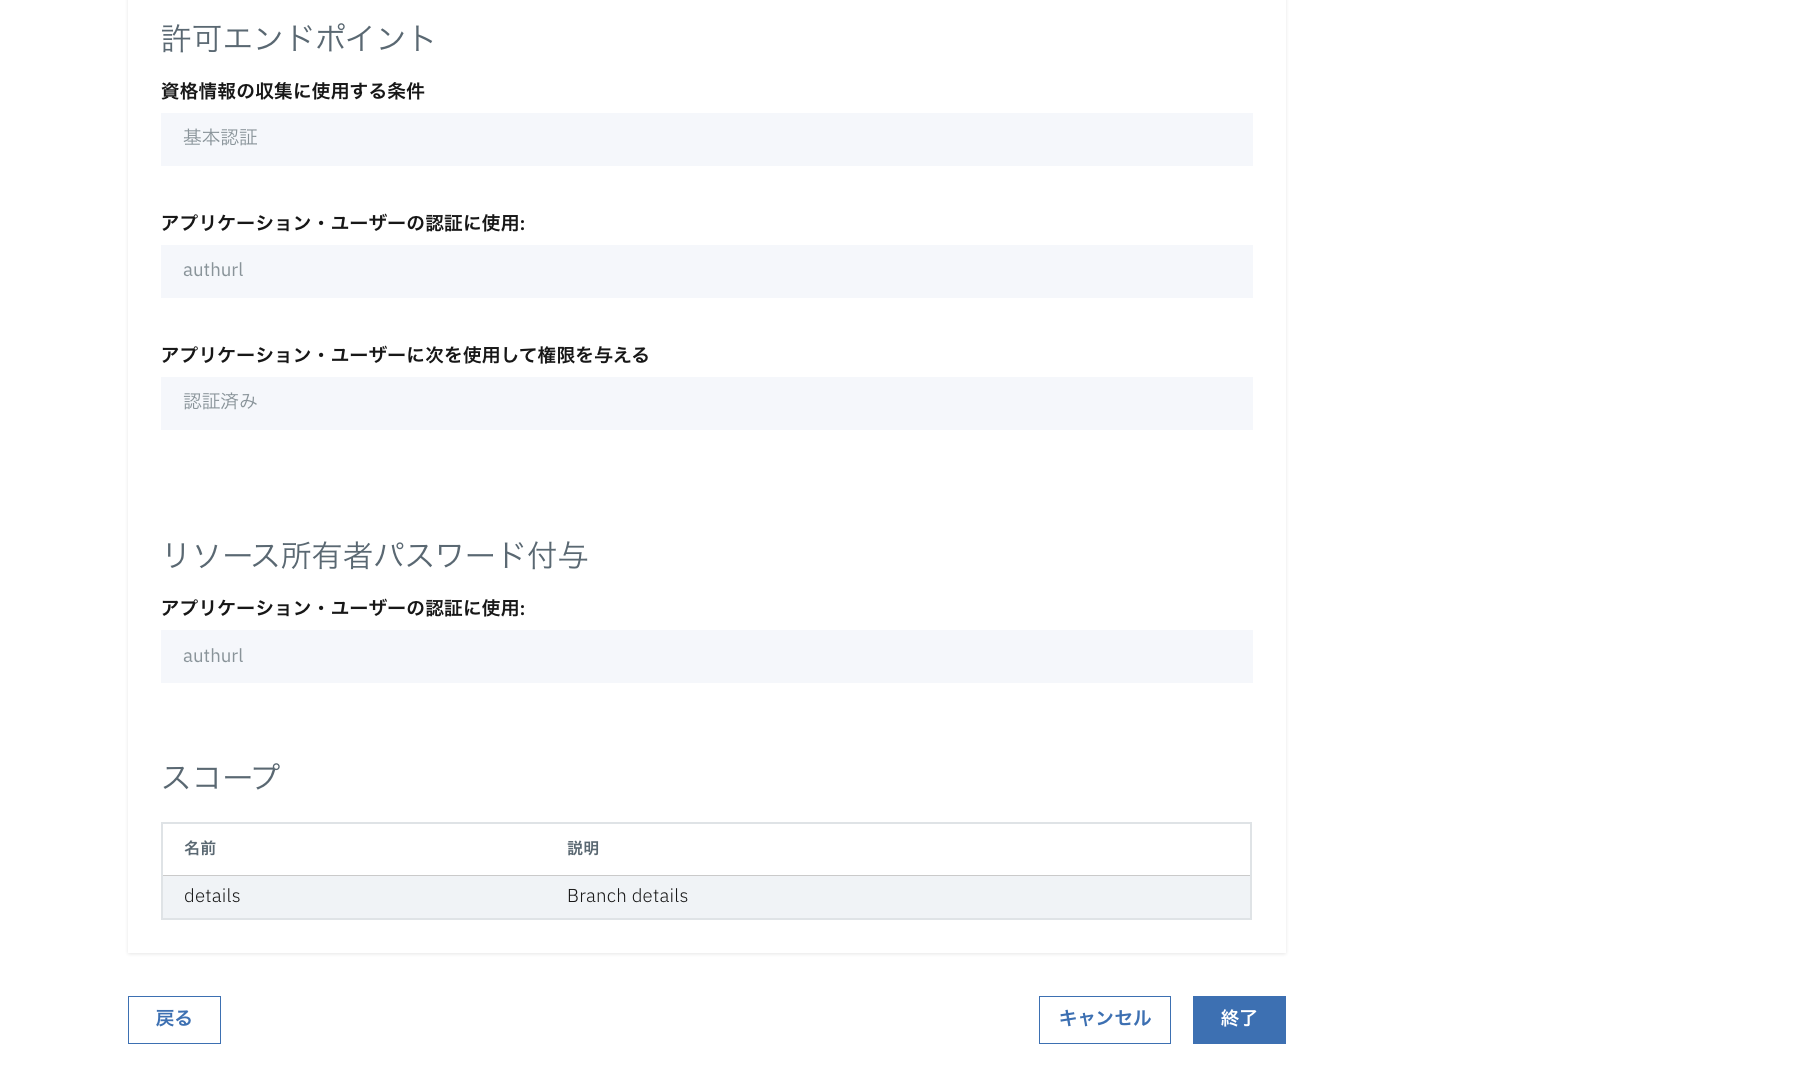 許可エンドポイント
資格情報の収集に使用する条件
基本認証
アプリケーション・ユーザーの認証に使用:
authurl
アプリケーション・ユーザーに次を使用して権限を与える
認証済み
リソース所有者パスワード付与
アプリケーション・ユーザーの認証に使用:
authurl
スコープ
名前 説明
details Branch details
戻る キャンセル 終了